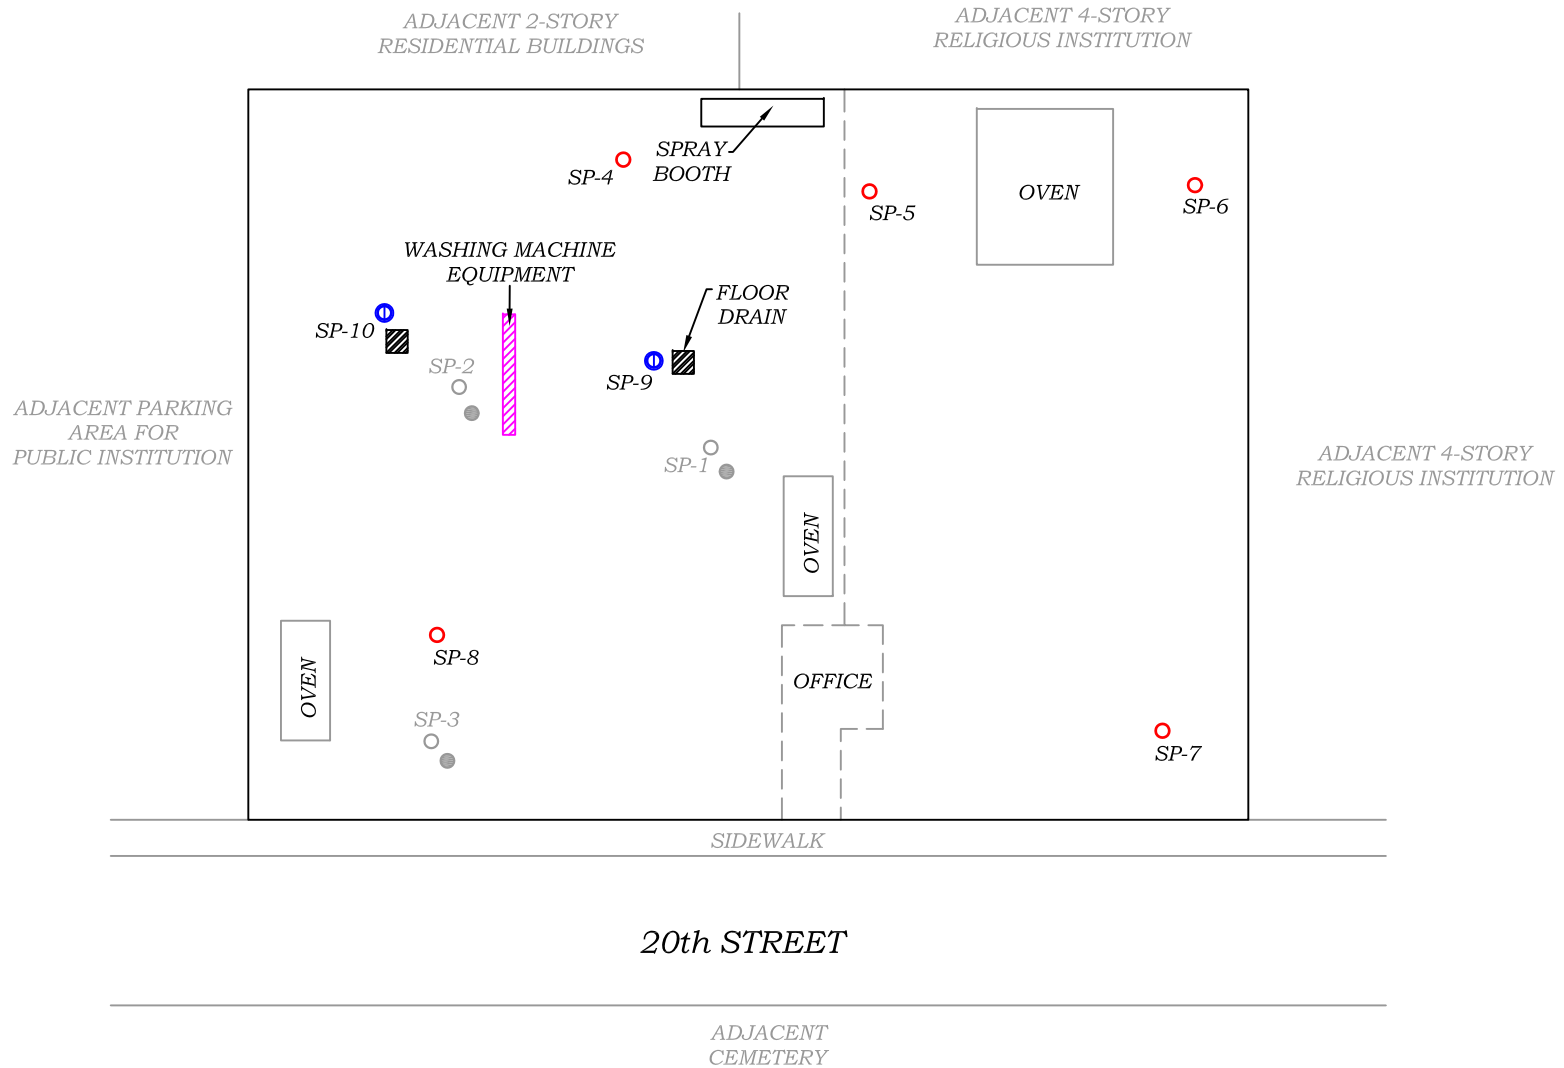 ADJACENT 2-STORY
RESIDENTIAL BUILDINGS
ADJACENT 4-STORY
RELIGIOUS INSTITUTION
SPRAY
BOOTH
SP-4
OVEN
SP-5
SP-6
WASHING MACHINE
EQUIPMENT
FLOOR
DRAIN
SP-10
SP-2
SP-9
ADJACENT PARKING
AREA FOR
PUBLIC INSTITUTION
SP-1
ADJACENT 4-STORY
RELIGIOUS INSTITUTION
OVEN
SP-8
OVEN
OFFICE
SP-3
SP-7
SIDEWALK
20th STREET
ADJACENT
CEMETERY